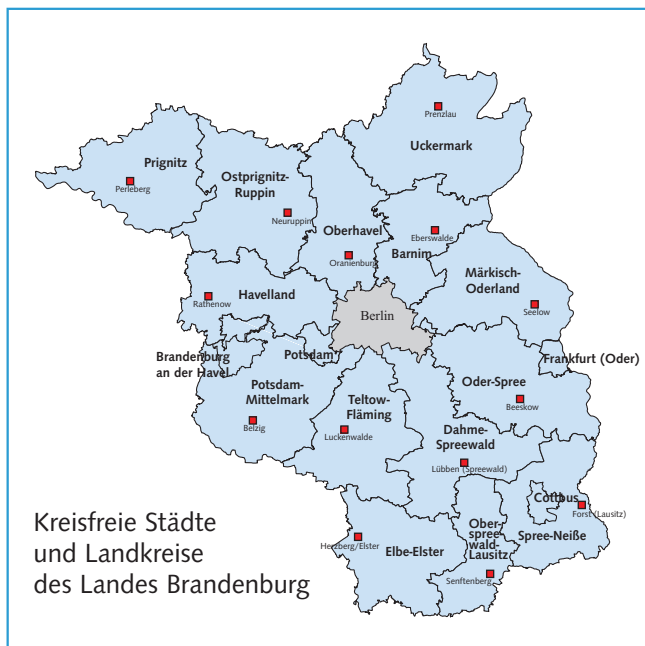 Prenzlau
Uckermark
Prignitz
Perleberg
Ostprignitz-
Ruppin
Neuruppin
Oberhavel
Oranienburg
Eberswalde
Barnim
Märkisch-
Oderland
Seelow
Havelland
Rathenow
Berlin
Brandenburg
an der Havel
Potsdam
Frankfurt (Oder)
Potsdam-
Mittelmark
Belzig
Teltow-
Fläming
Luckenwalde
Oder-Spree
Beeskow
Dahme-
Spreewald
Lübben (Spreewald)
Cottbus
Forst (Lausitz)
Spree-Neiße
Ober-
spree-
wald-
Lausitz
Senftenberg
Herzberg/Elster
Elbe-Elster
Kreisfreie Städte
und Landkreise
des Landes Brandenburg